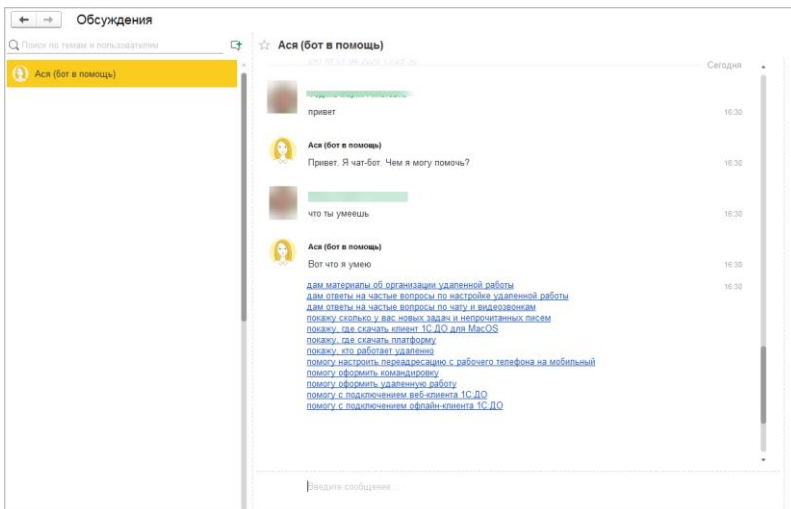 Обсуждения
Поиск по темам и пользователям
Ася (бот в помощь)
Ася (бот в помощь)
Сегодня
привет
16:30
Ася (бот в помощь)
Привет. Я чат-бот. Чем я могу помочь?
16:30
что ты умеешь
16:30
Ася (бот в помощь)
Вот что я умею
16:30
дам материалы об организации удаленной работы
16:30
дам ответы на частые вопросы по настройке удаленной работы
дам ответы на частые вопросы по чату и видеозвонкам
покажу сколько у вас новых задач и непрочитанных писем
покажу, где скачать клиент 1С:ДО для MacOS
покажу, где скачать платформу
покажу, кто работает удаленно
помогу настроить переадресацию с рабочего телефона на мобильный
помогу оформить командировку
помогу оформить удаленную работу
помогу с подключением веб-клиента 1С:ДО
помогу с подключением офлайн-клиента 1С:ДО
Введите сообщение...